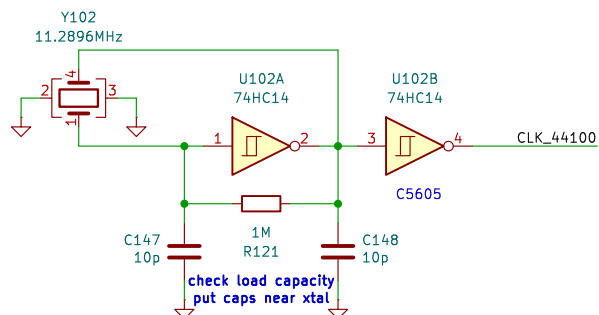 Y102
11.2896MHz
4
2
3
1
U102A
74HC14
U102B
74HC14
1
2
3
4
CLK_44100
C5605
1M
R121
C147
10p
C148
10p
check load capacity
put caps near xtal